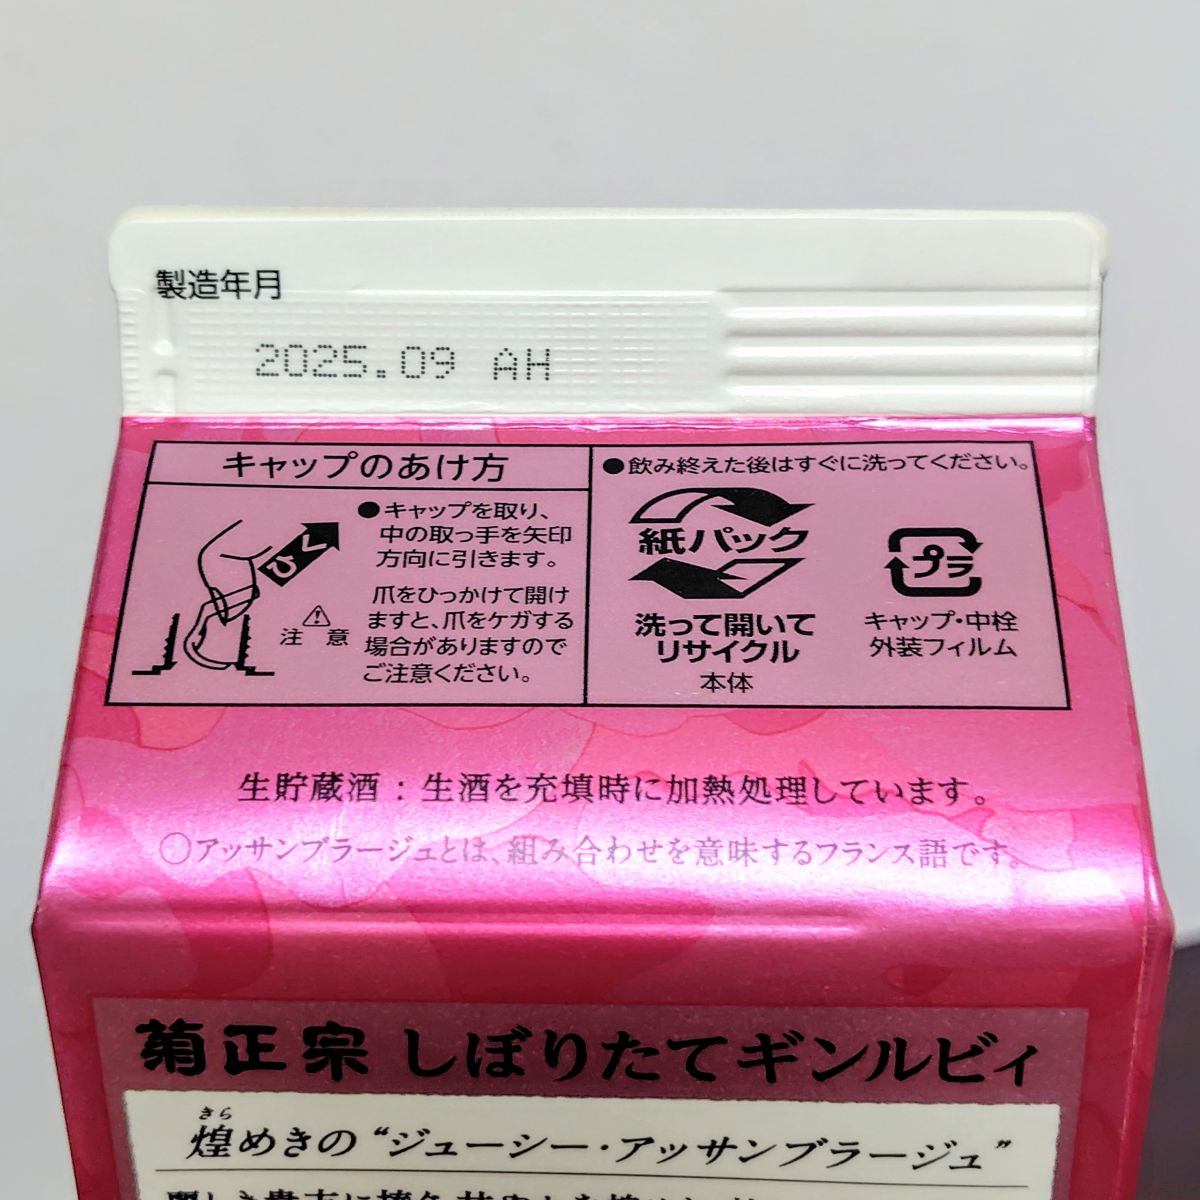 製造年月
2025.09 AH
キャップのあけ方
●キャップを取り、
中の取っ手を矢印
方向に引きます。
ひく
注意
爪をひっかけて開け
ますと、爪をケガする
場合がありますので
ご注意ください。
●飲み終えた後はすぐに洗ってください。
紙パック
洗って開いて
リサイクル
本体
プラ
キャップ・中栓
外装フィルム
生貯蔵酒：生酒を充填時に加熱処理しています。
○アッサンブラージュとは、組み合わせを意味するフランス語です。
菊正宗 しぼりたてギンルビィ
きら
煌めきの“ジューシー・アッサンブラージュ”